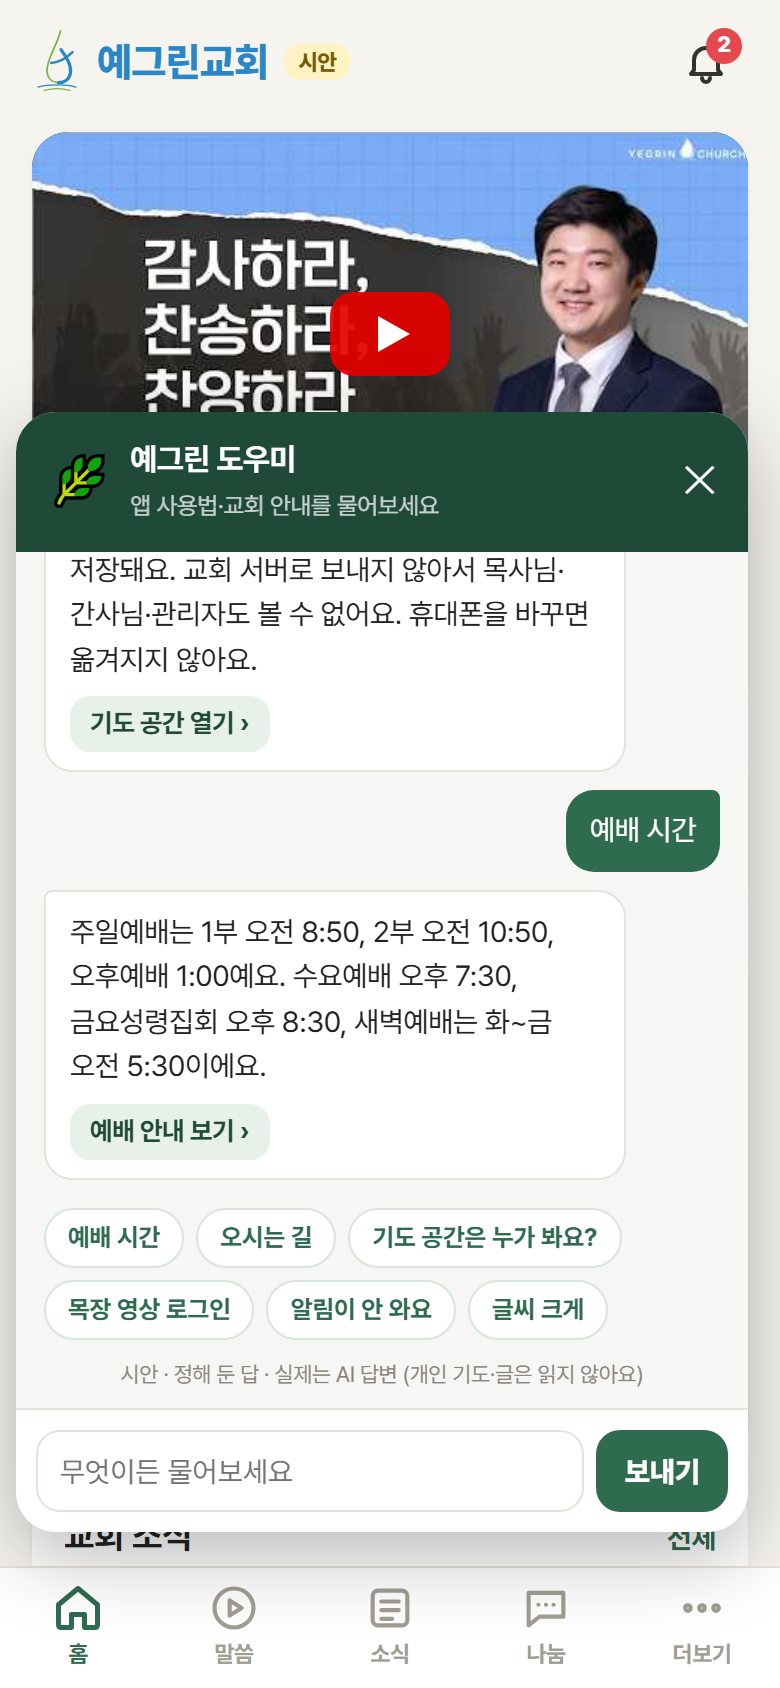 예그린교회 시안
2
YEGRIN CHURCH
감사하라,
찬송하라,
찬양하라
예그린 도우미
앱 사용법·교회 안내를 물어보세요
저장돼요. 교회 서버로 보내지 않아서 목사님·
간사님·관리자도 볼 수 없어요. 휴대폰을 바꾸면
옮겨지지 않아요.
기도 공간 열기 ›
예배 시간
주일예배는 1부 오전 8:50, 2부 오전 10:50,
오후예배 1:00예요. 수요예배 오후 7:30,
금요성령집회 오후 8:30, 새벽예배는 화~금
오전 5:30이에요.
예배 안내 보기 ›
예배 시간 오시는 길 기도 공간은 누가 봐요?
목장 영상 로그인 알림이 안 와요 글씨 크게
시안 · 정해 둔 답 · 실제는 AI 답변 (개인 기도·글은 읽지 않아요)
무엇이든 물어보세요 보내기
교회 소식 전체
홈 말씀 소식 나눔 더보기